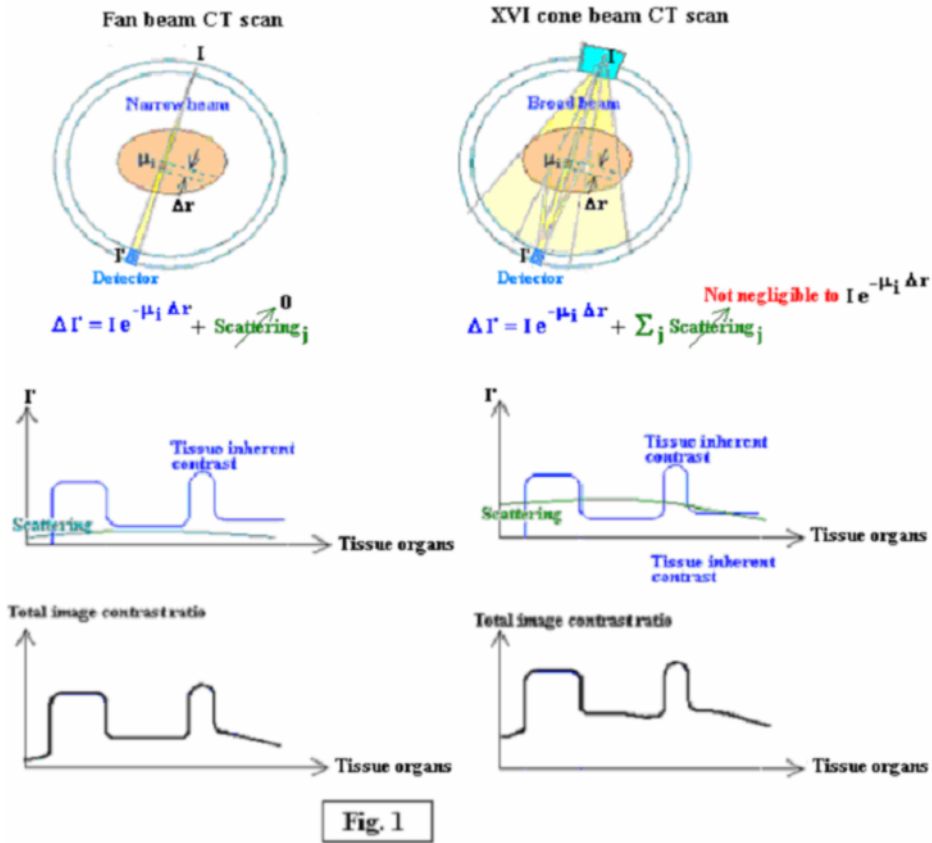 Fan beam CT scan
XVI cone beam CT scan
I
Narrow beam
μi
Δr
I'
Detector
ΔI' = I e^-μi Δr + Scatteringj 0
I
Broad beam
μi
Δr
I'
Detector
Not negligible to I e^-μi Δr
ΔI' = I e^-μi Δr + Σj Scatteringj
I'
Tissue inherent
contrast
Scattering
Tissue organs
I'
Tissue inherent
contrast
Scattering
Tissue organs
Tissue inherent
contrast
Total image contrast ratio
Tissue organs
Total image contrast ratio
Tissue organs
Fig. 1